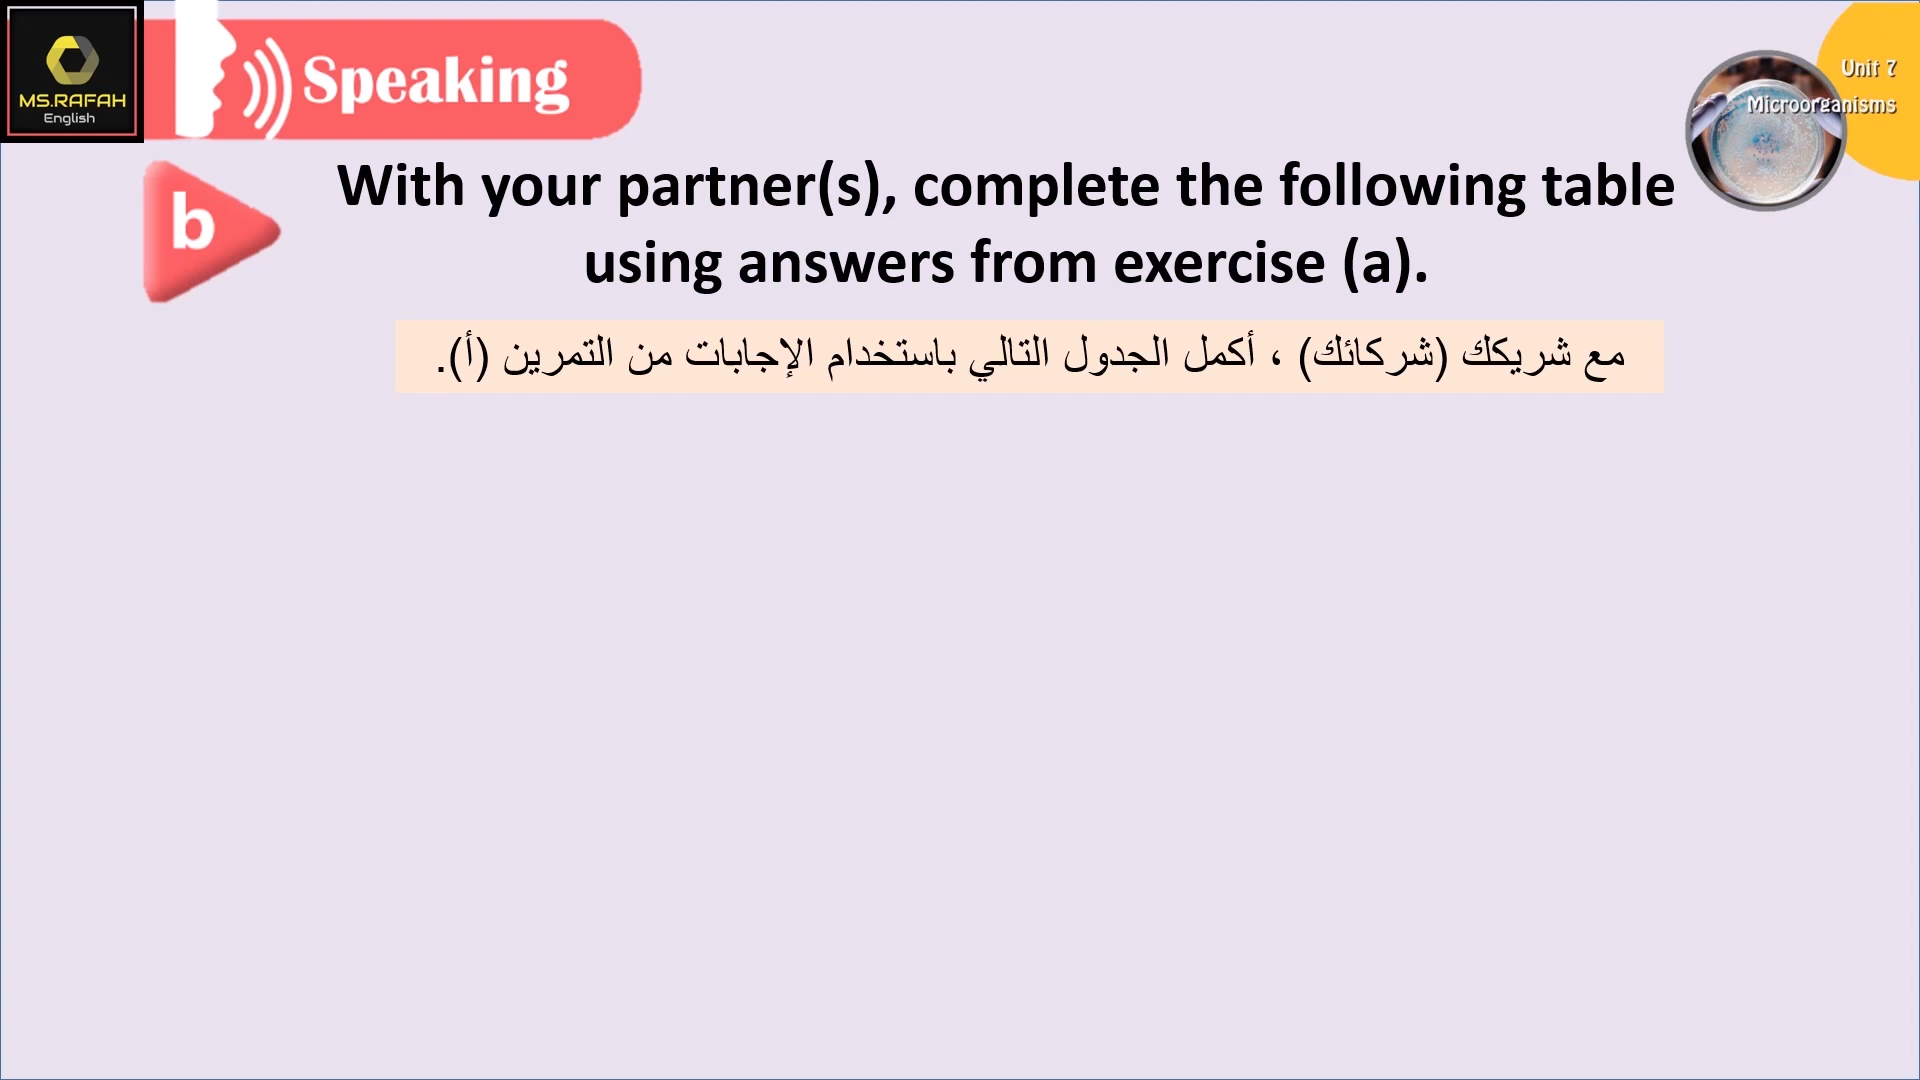 MS.RAFAH
English
Speaking
Unit 7
Microorganisms
b
With your partner(s), complete the following table
using answers from exercise (a).
مع شريكك (شركائك) ، أكمل الجدول التالي باستخدام الإجابات من التمرين (أ).